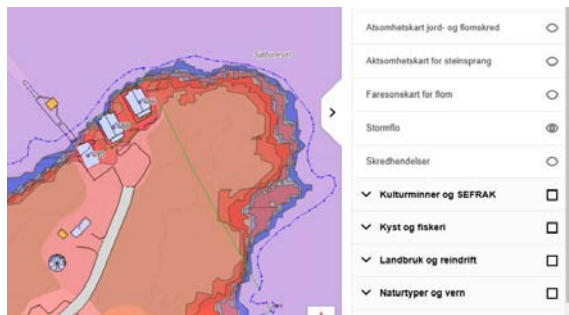 Atsomhetskart jord- og flomskred
Aktsomhetskart for steinsprang
Faresonekart for flom
Stormflo
Skredhendelser
Kulturminner og SEFRAK
Kyst og fiskeri
Landbruk og reindrift
Naturtyper og vern